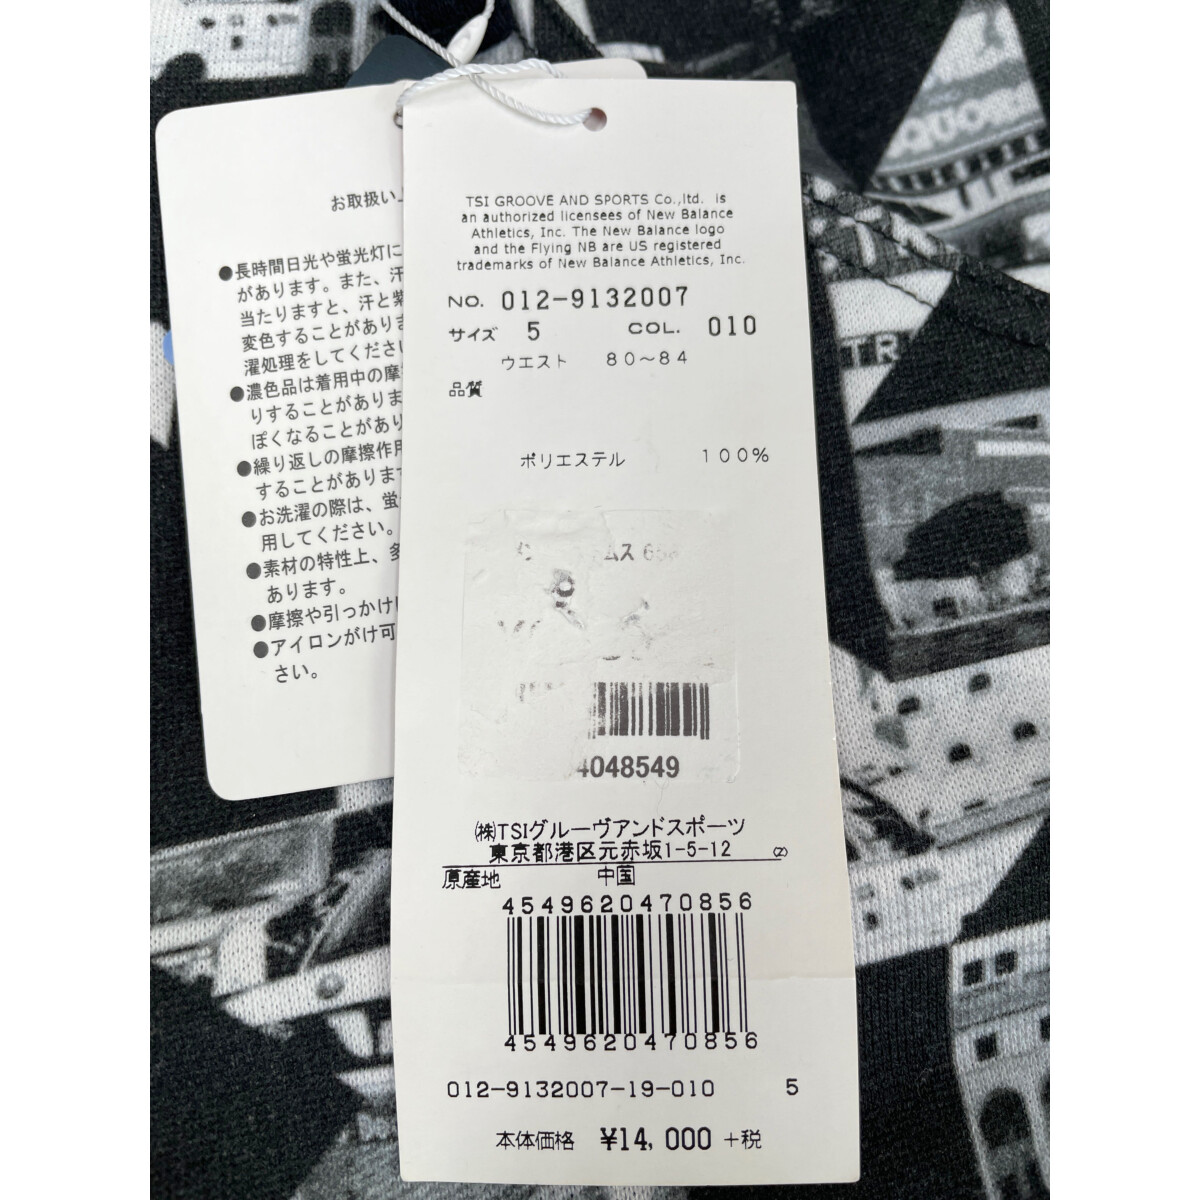 お取扱い上
●長時間日光や蛍光灯に
があります。また、汗
当たりますと、汗と紫
変色することがありま
濯処理をしてください
●濃色品は着用中の摩
りすることがありま
ぽくなることがあり
●繰り返しの摩擦作用
することがあります
●お洗濯の際は、蛍
用してください。
●素材の特性上、多
あります。
●摩擦や引っかけ
●アイロンがけ可
さい。
TSI GROOVE AND SPORTS Co.,ltd. is
an authorized licensees of New Balance
Athletics, Inc. The New Balance logo
and the Flying NB are US registered
trademarks of New Balance Athletics, Inc.
NO. 012-9132007
サイズ 5 COL. 010
ウエスト 80〜84
品質
ポリエステル 100%
ムス
4048549
㈱TSIグルーヴアンドスポーツ
東京都港区元赤坂1-5-12 (Z)
原産地 中国
4549620470856
4549620470856
012-9132007-19-010 5
本体価格 ¥14,000 +税
QUOR
TR